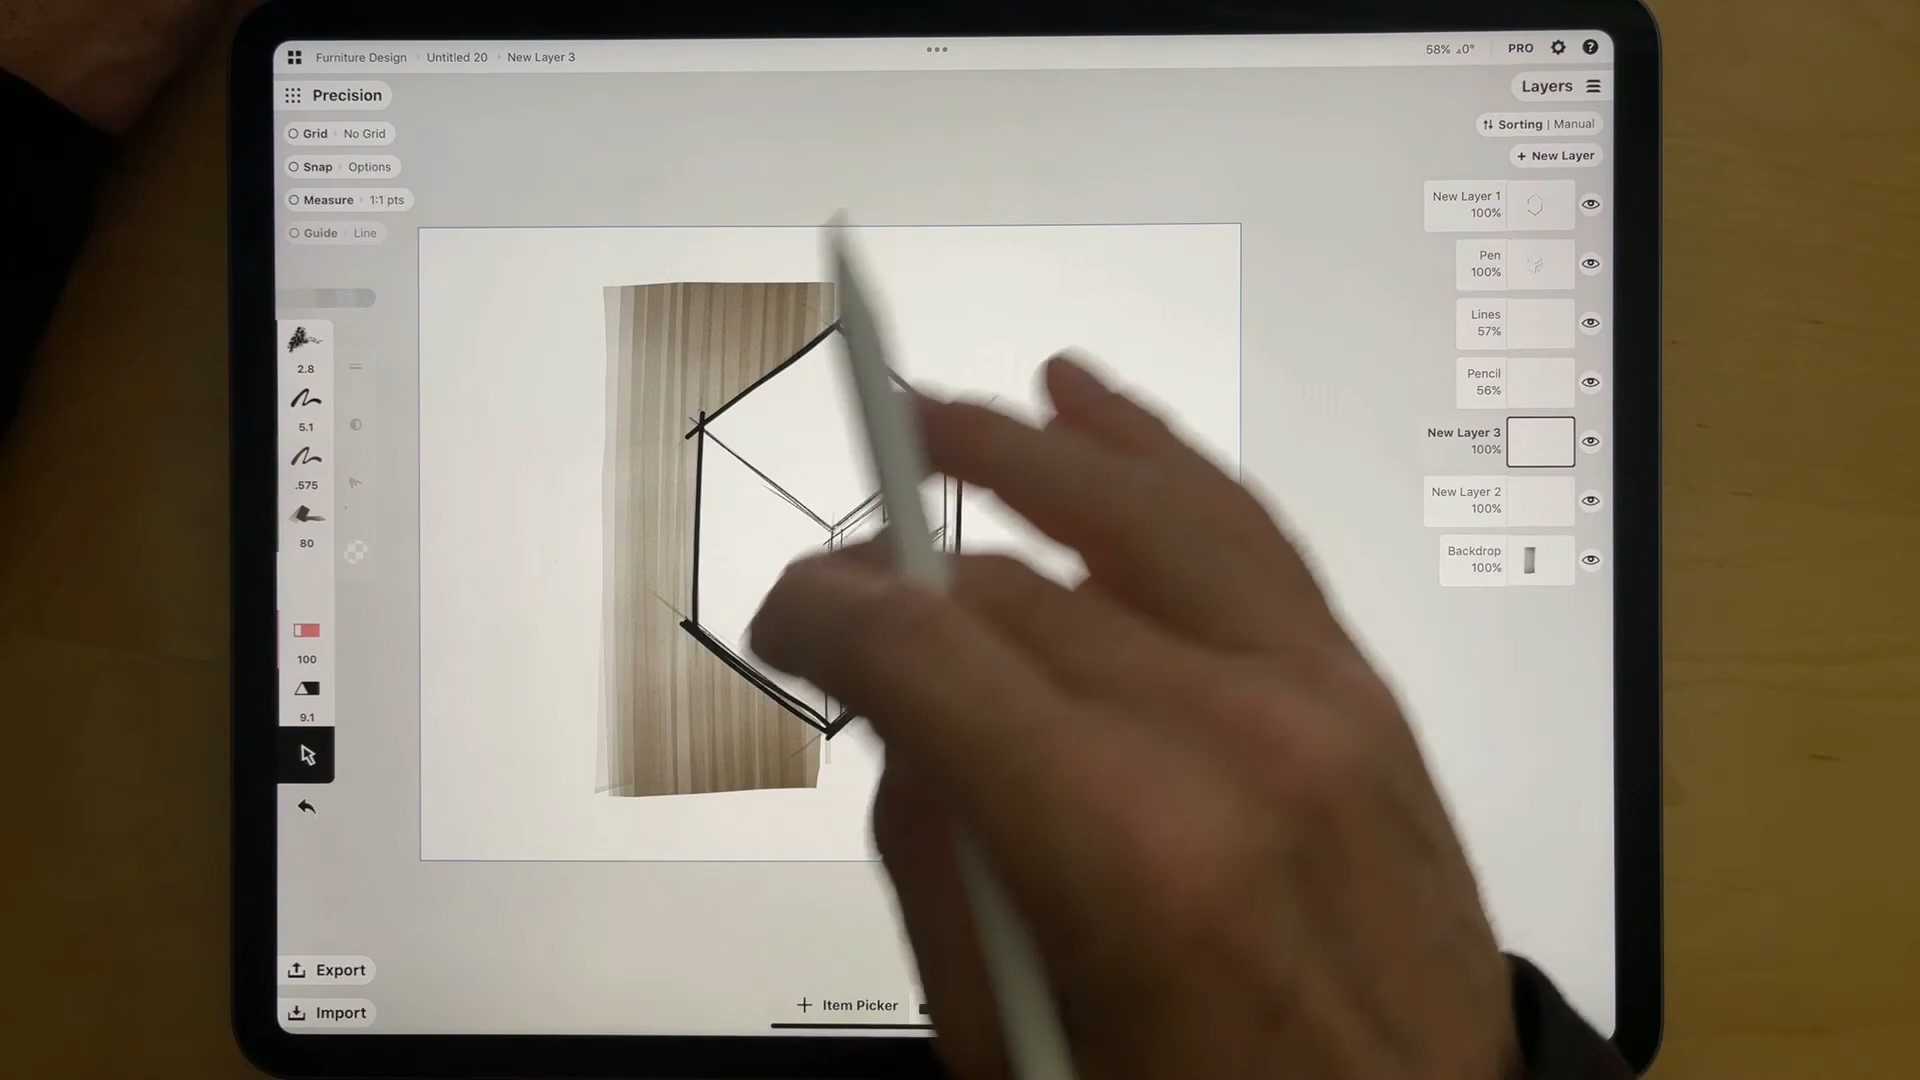 Furniture Design
Untitled 20
New Layer 3
58% ⊿0°
PRO
?
Precision
Layers
Grid No Grid
Sorting | Manual
Snap Options
+ New Layer
Measure 1:1 pts
New Layer 1
100%
Guide Line
Pen
100%
Lines
57%
2.8
Pencil
56%
5.1
New Layer 3
100%
.575
New Layer 2
100%
80
Backdrop
100%
100
9.1
Export
+ Item Picker
Import